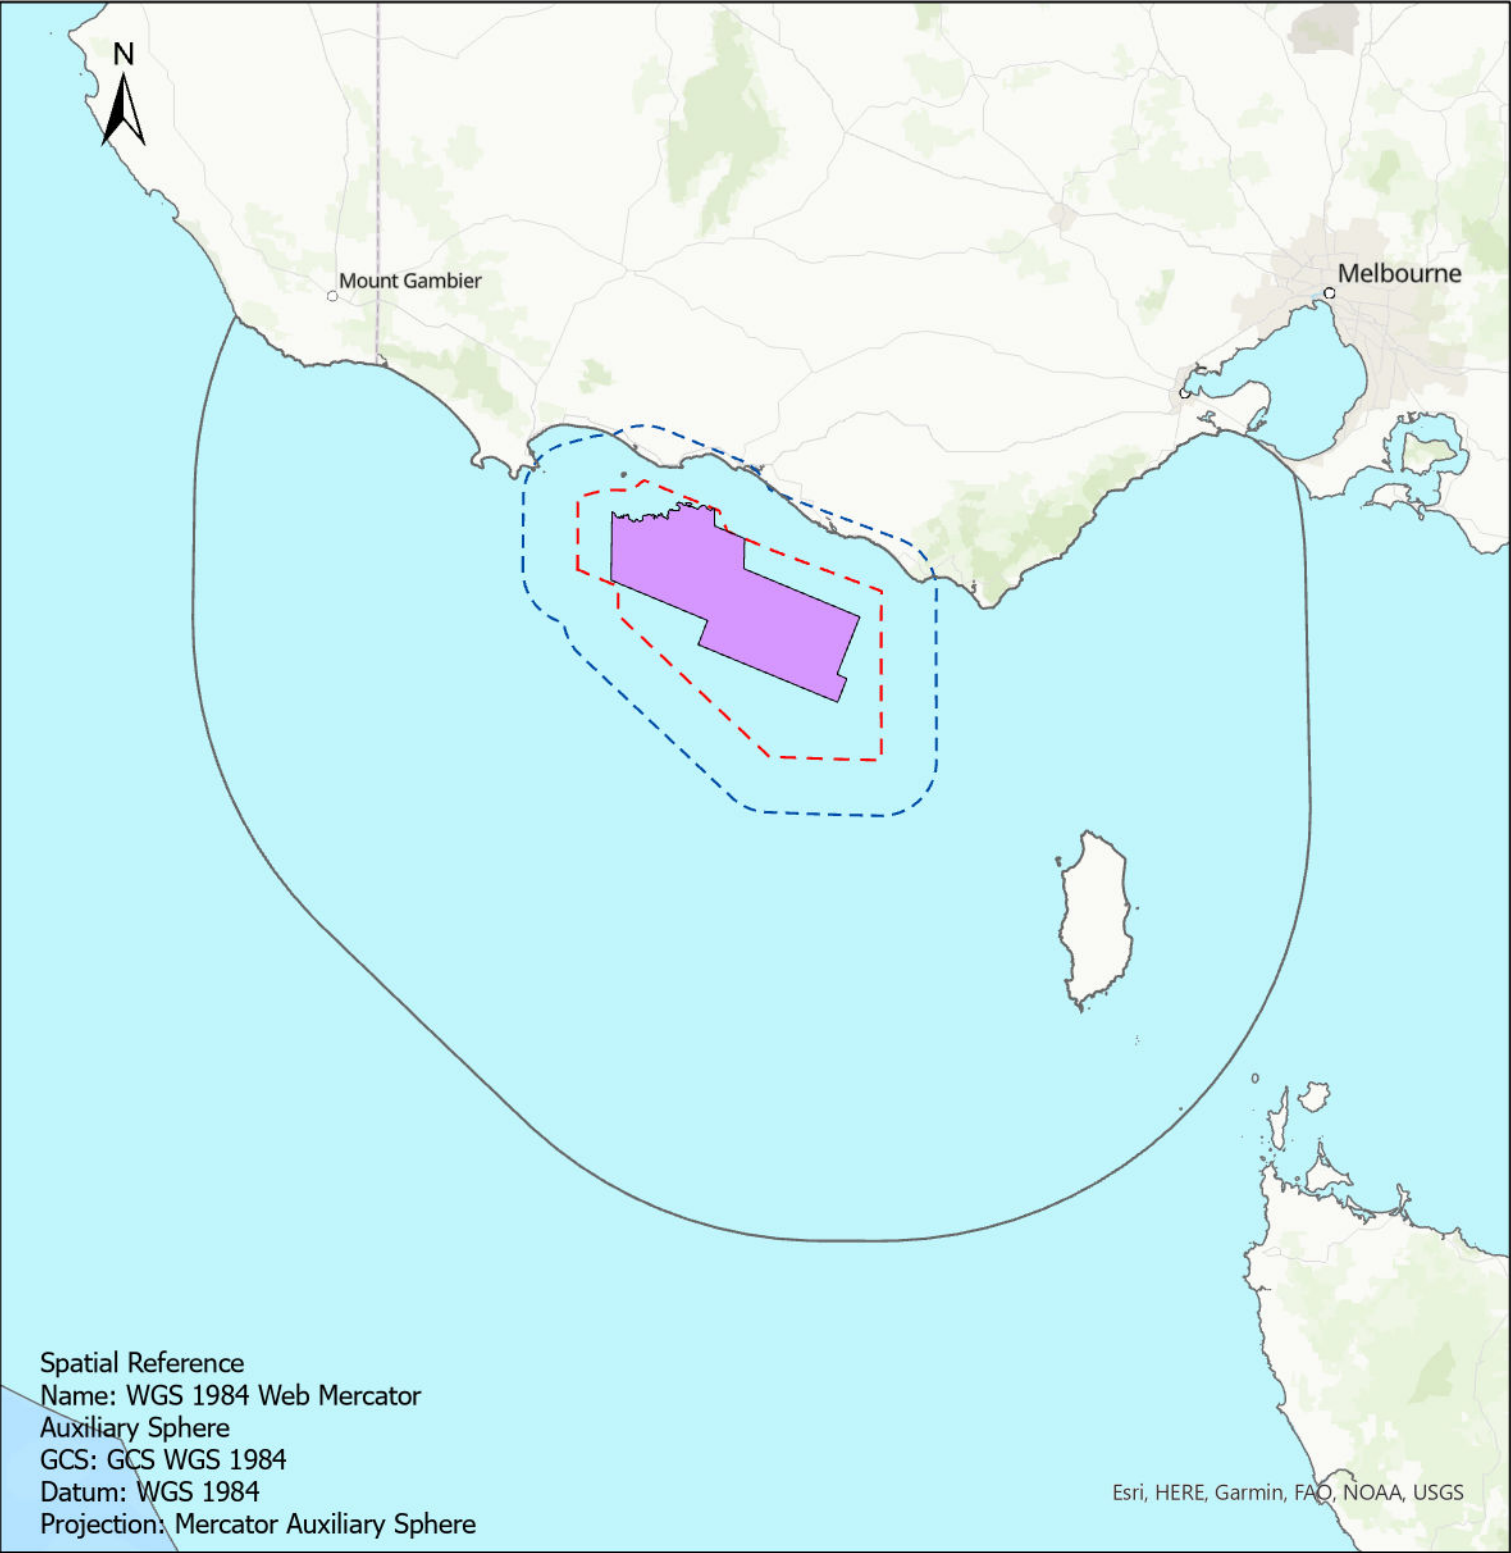 N
Mount Gambier
Melbourne
Spatial Reference
Name: WGS 1984 Web Mercator
Auxiliary Sphere
GCS: GCS WGS 1984
Datum: WGS 1984
Projection: Mercator Auxiliary Sphere
Esri, HERE, Garmin, FAO, NOAA, USGS